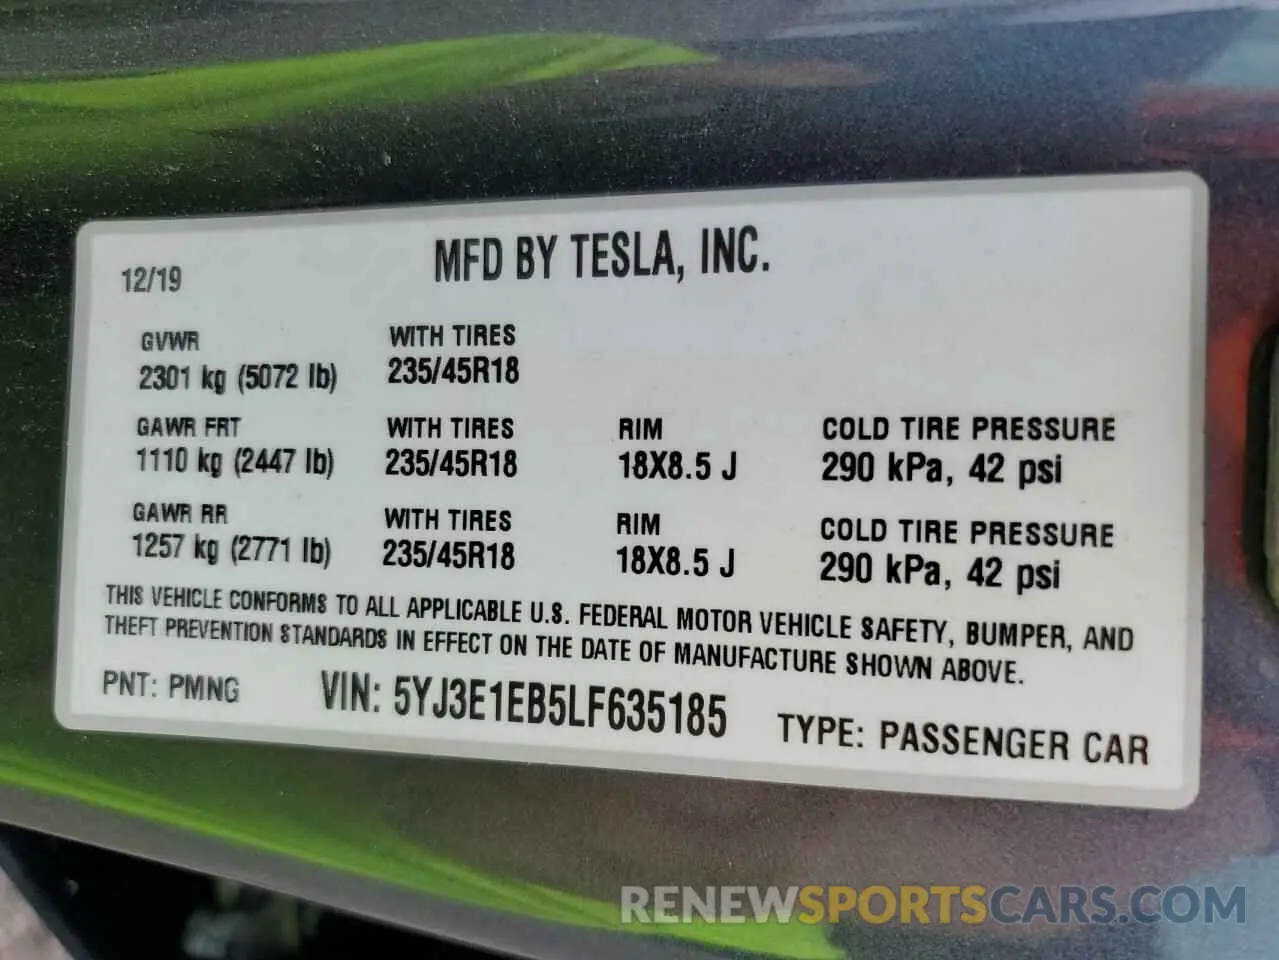 MFD BY TESLA, INC.
12/19
GVWR WITH TIRES
2301 kg (5072 lb) 235/45R18
GAWR FRT WITH TIRES RIM COLD TIRE PRESSURE
1110 kg (2447 lb) 235/45R18 18X8.5 J 290 kPa, 42 psi
GAWR RR WITH TIRES RIM COLD TIRE PRESSURE
1257 kg (2771 lb) 235/45R18 18X8.5 J 290 kPa, 42 psi
THIS VEHICLE CONFORMS TO ALL APPLICABLE U.S. FEDERAL MOTOR VEHICLE SAFETY, BUMPER, AND
THEFT PREVENTION STANDARDS IN EFFECT ON THE DATE OF MANUFACTURE SHOWN ABOVE.
PNT: PMNG VIN: 5YJ3E1EB5LF635185 TYPE: PASSENGER CAR
RENEWSPORTSCARS.COM